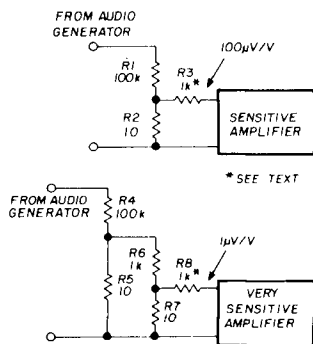 FROM AUDIO
GENERATOR
R1
100k
R3
1k*
100µV/V
R2
10
SENSITIVE
AMPLIFIER
* SEE TEXT
FROM AUDIO
GENERATOR
R4
100k
R6
1k
R8
1k*
1µV/V
R5
10
R7
10
VERY
SENSITIVE
AMPLIFIER